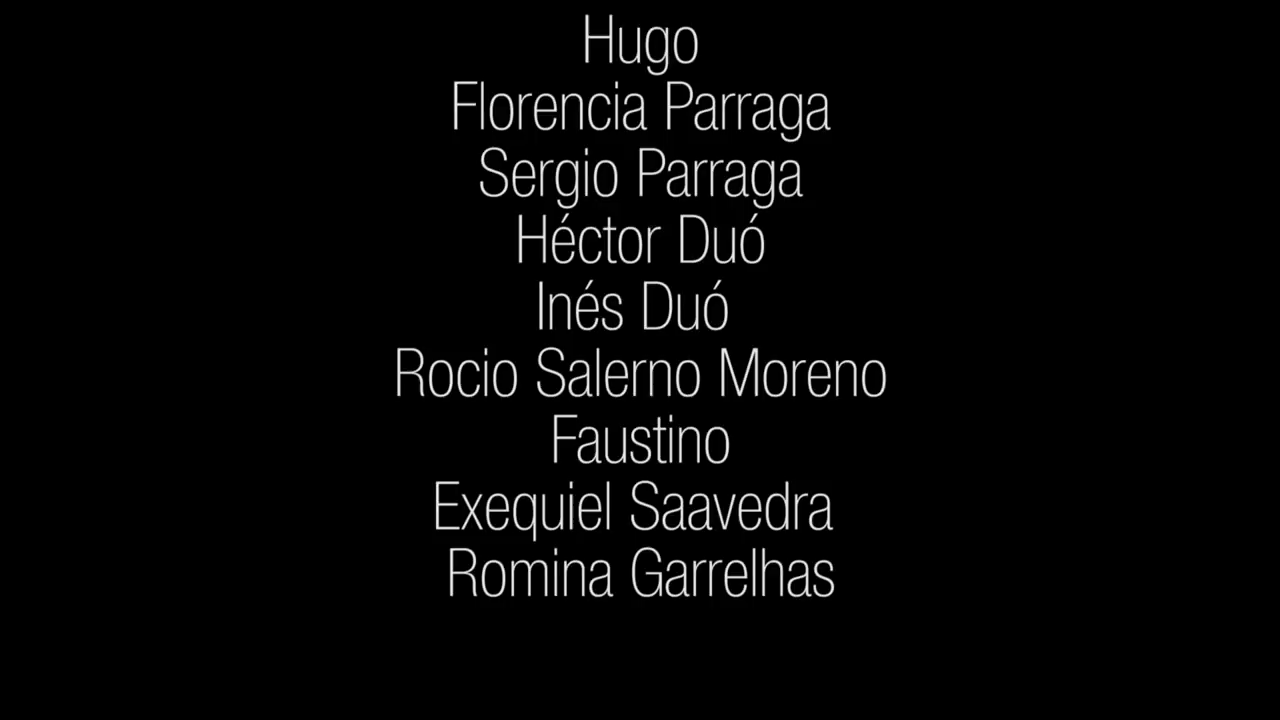 Hugo
Florencia Parraga
Sergio Parraga
Héctor Duó
Inés Duó
Rocio Salerno Moreno
Faustino
Exequiel Saavedra
Romina Garrelhas